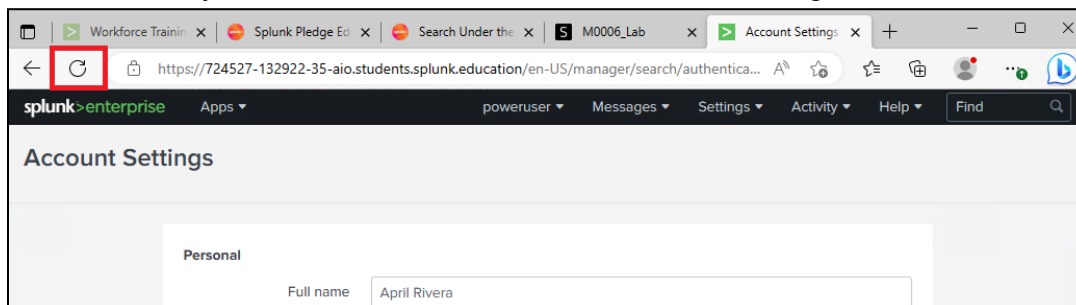 Workforce Trainin
Splunk Pledge Ed
Search Under the
S M0006_Lab
Account Settings
https://724527-132922-35-aio.students.splunk.education/en-US/manager/search/authentica...
splunk>enterprise Apps poweruser Messages Settings Activity Help Find
Account Settings
Personal
Full name April Rivera